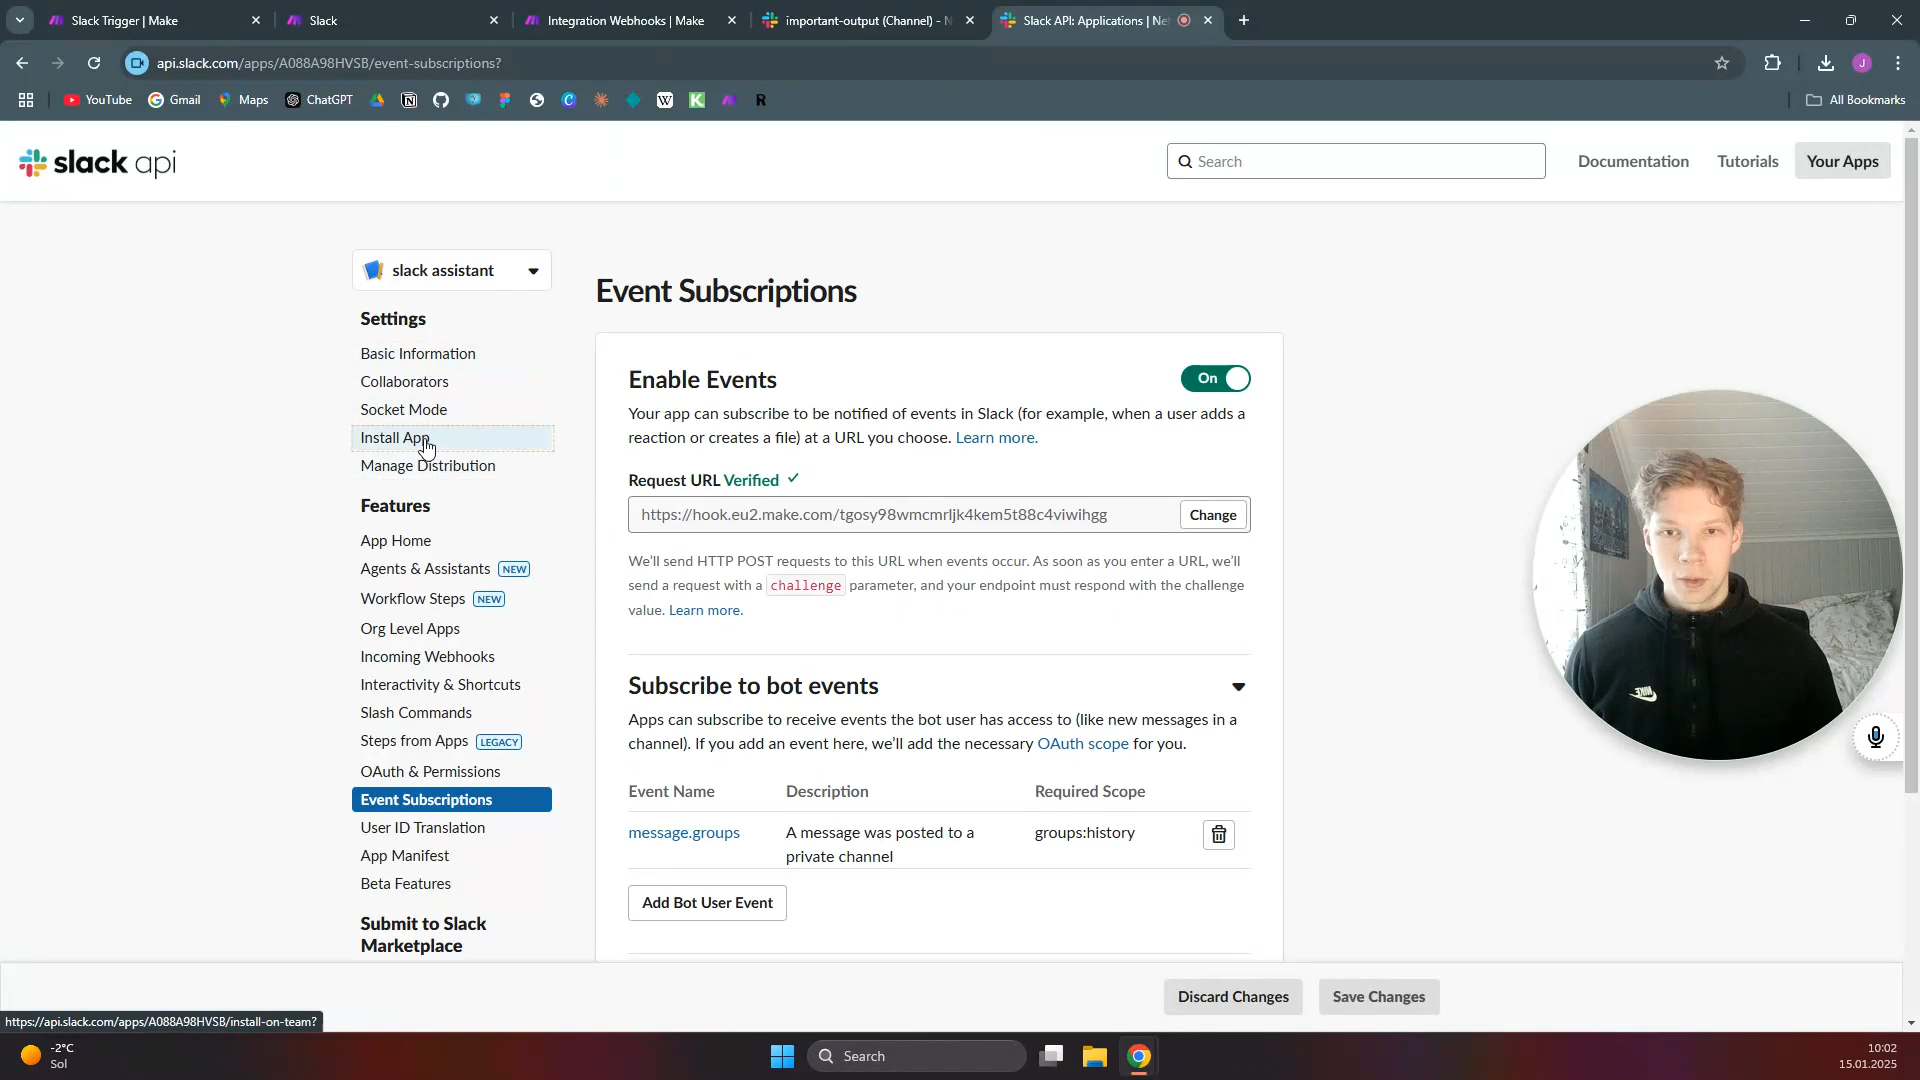 Slack Trigger | Make
Slack
Integration Webhooks | Make
important-output (Channel) - N
Slack API: Applications | Ne
api.slack.com/apps/A088A98HVSB/event-subscriptions?
J
YouTube
Gmail
Maps
ChatGPT
W
K
R
All Bookmarks
slack api
Search
Documentation
Tutorials
Your Apps
slack assistant
Settings
Basic Information
Collaborators
Socket Mode
Install App
Manage Distribution
Features
App Home
Agents & Assistants NEW
Workflow Steps NEW
Org Level Apps
Incoming Webhooks
Interactivity & Shortcuts
Slash Commands
Steps from Apps LEGACY
OAuth & Permissions
Event Subscriptions
User ID Translation
App Manifest
Beta Features
Submit to Slack
Marketplace
Event Subscriptions
Enable Events
On
Your app can subscribe to be notified of events in Slack (for example, when a user adds a
reaction or creates a file) at a URL you choose. Learn more.
Request URL Verified
https://hook.eu2.make.com/tgosy98wmcmrljk4kem5t88c4viwihgg
Change
We'll send HTTP POST requests to this URL when events occur. As soon as you enter a URL, we'll
send a request with a challenge parameter, and your endpoint must respond with the challenge
value. Learn more.
Subscribe to bot events
Apps can subscribe to receive events the bot user has access to (like new messages in a
channel). If you add an event here, we'll add the necessary OAuth scope for you.
Event Name
Description
Required Scope
message.groups
A message was posted to a
private channel
groups:history
Add Bot User Event
Discard Changes
Save Changes
NIKE
https://api.slack.com/apps/A088A98HVSB/install-on-team?
-2°C
Sol
Search
10:02
15.01.2025